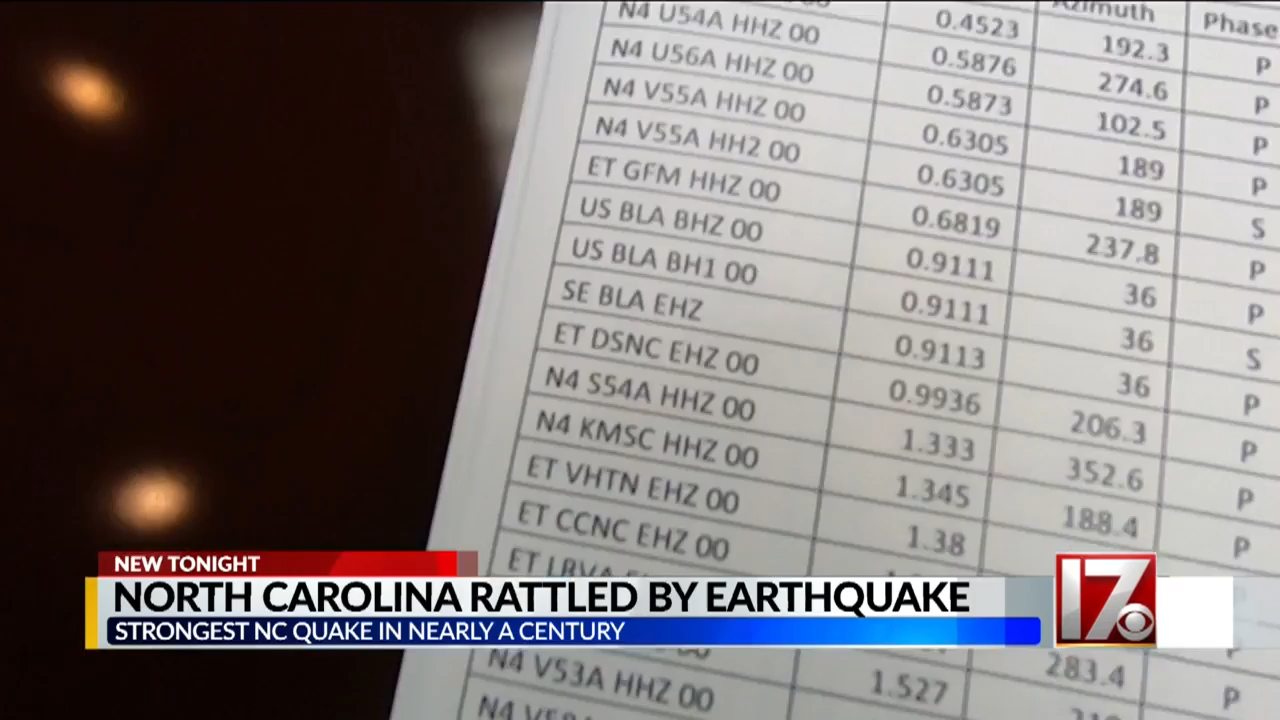 Azimuth Phase
00 0.4523 192.3 P
N4 U54A HHZ 00 0.5876 274.6 P
N4 U56A HHZ 00 0.5873 102.5 P
N4 V55A HHZ 00 0.6305 189 P
N4 V55A HH2 00 0.6305 189 S
ET GFM HHZ 00 0.6819 237.8 P
US BLA BHZ 00 0.9111 36 P
US BLA BH1 00 0.9111 36 S
SE BLA EHZ 0.9113 36 P
ET DSNC EHZ 00 0.9936 206.3 P
N4 S54A HHZ 00 1.333 352.6 P
N4 KMSC HHZ 00 1.345 188.4 P
ET VHTN EHZ 00 1.38
ET CCNC EHZ 00
ET
283.4 P
00 1.527
N4 V53A HHZ 00
N4
NEW TONIGHT
NORTH CAROLINA RATTLED BY EARTHQUAKE
STRONGEST NC QUAKE IN NEARLY A CENTURY
17